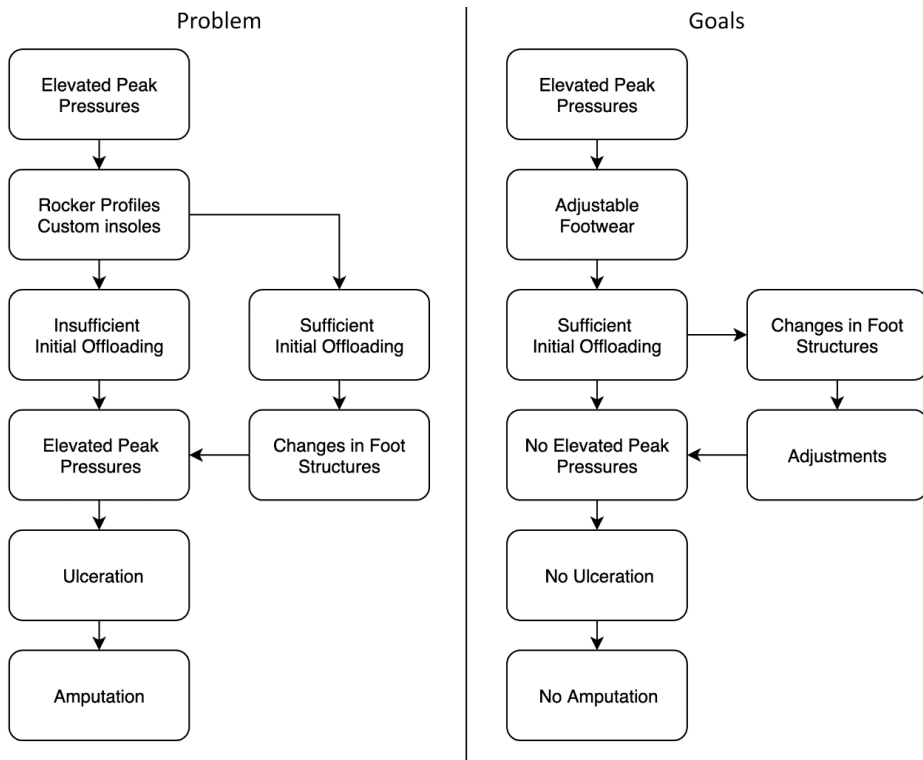 Problem
Elevated Peak
Pressures
Rocker Profiles
Custom insoles
Insufficient
Initial Offloading
Sufficient
Initial Offloading
Elevated Peak
Pressures
Changes in Foot
Structures
Ulceration
Amputation
Goals
Elevated Peak
Pressures
Adjustable
Footwear
Sufficient
Initial Offloading
Changes in Foot
Structures
No Elevated Peak
Pressures
Adjustments
No Ulceration
No Amputation